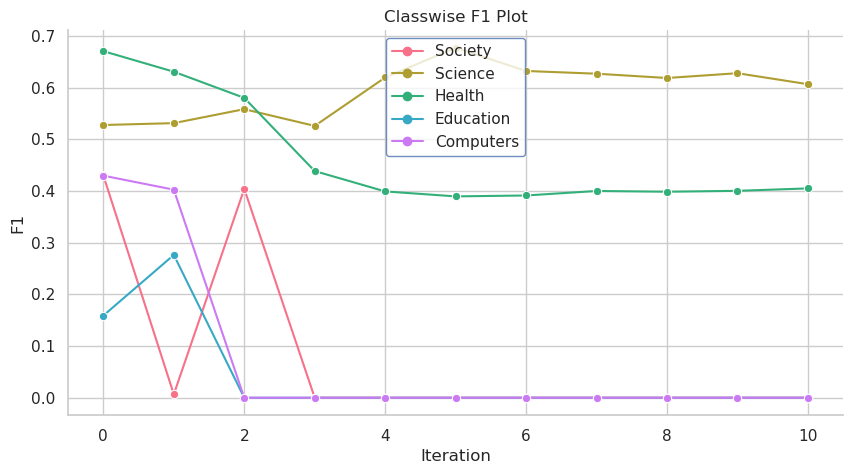 Classwise F1 Plot
0.7
0.6
0.5
0.4
0.3
0.2
0.1
0.0
F1
Society
Science
Health
Education
Computers
0 2 4 6 8 10
Iteration